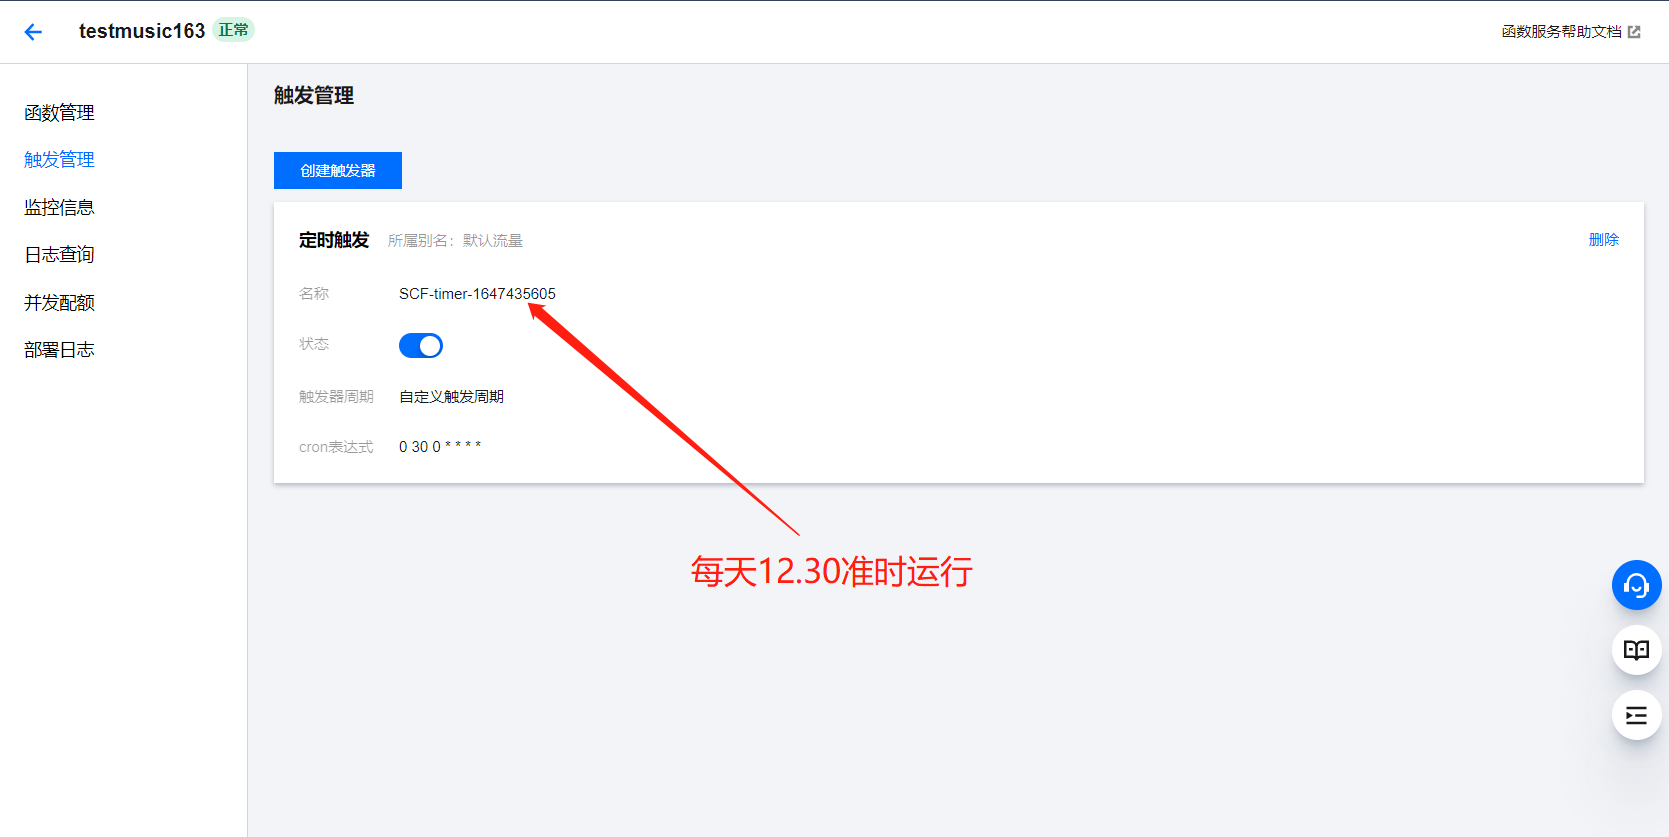 testmusic163 正常
函数服务帮助文档
函数管理
触发管理
监控信息
日志查询
并发配额
部署日志
触发管理
创建触发器
定时触发 所属别名：默认流量 删除
名称 SCF-timer-1647435605
状态
触发器周期 自定义触发周期
cron表达式 0 30 0 * * * *
每天12.30准时运行